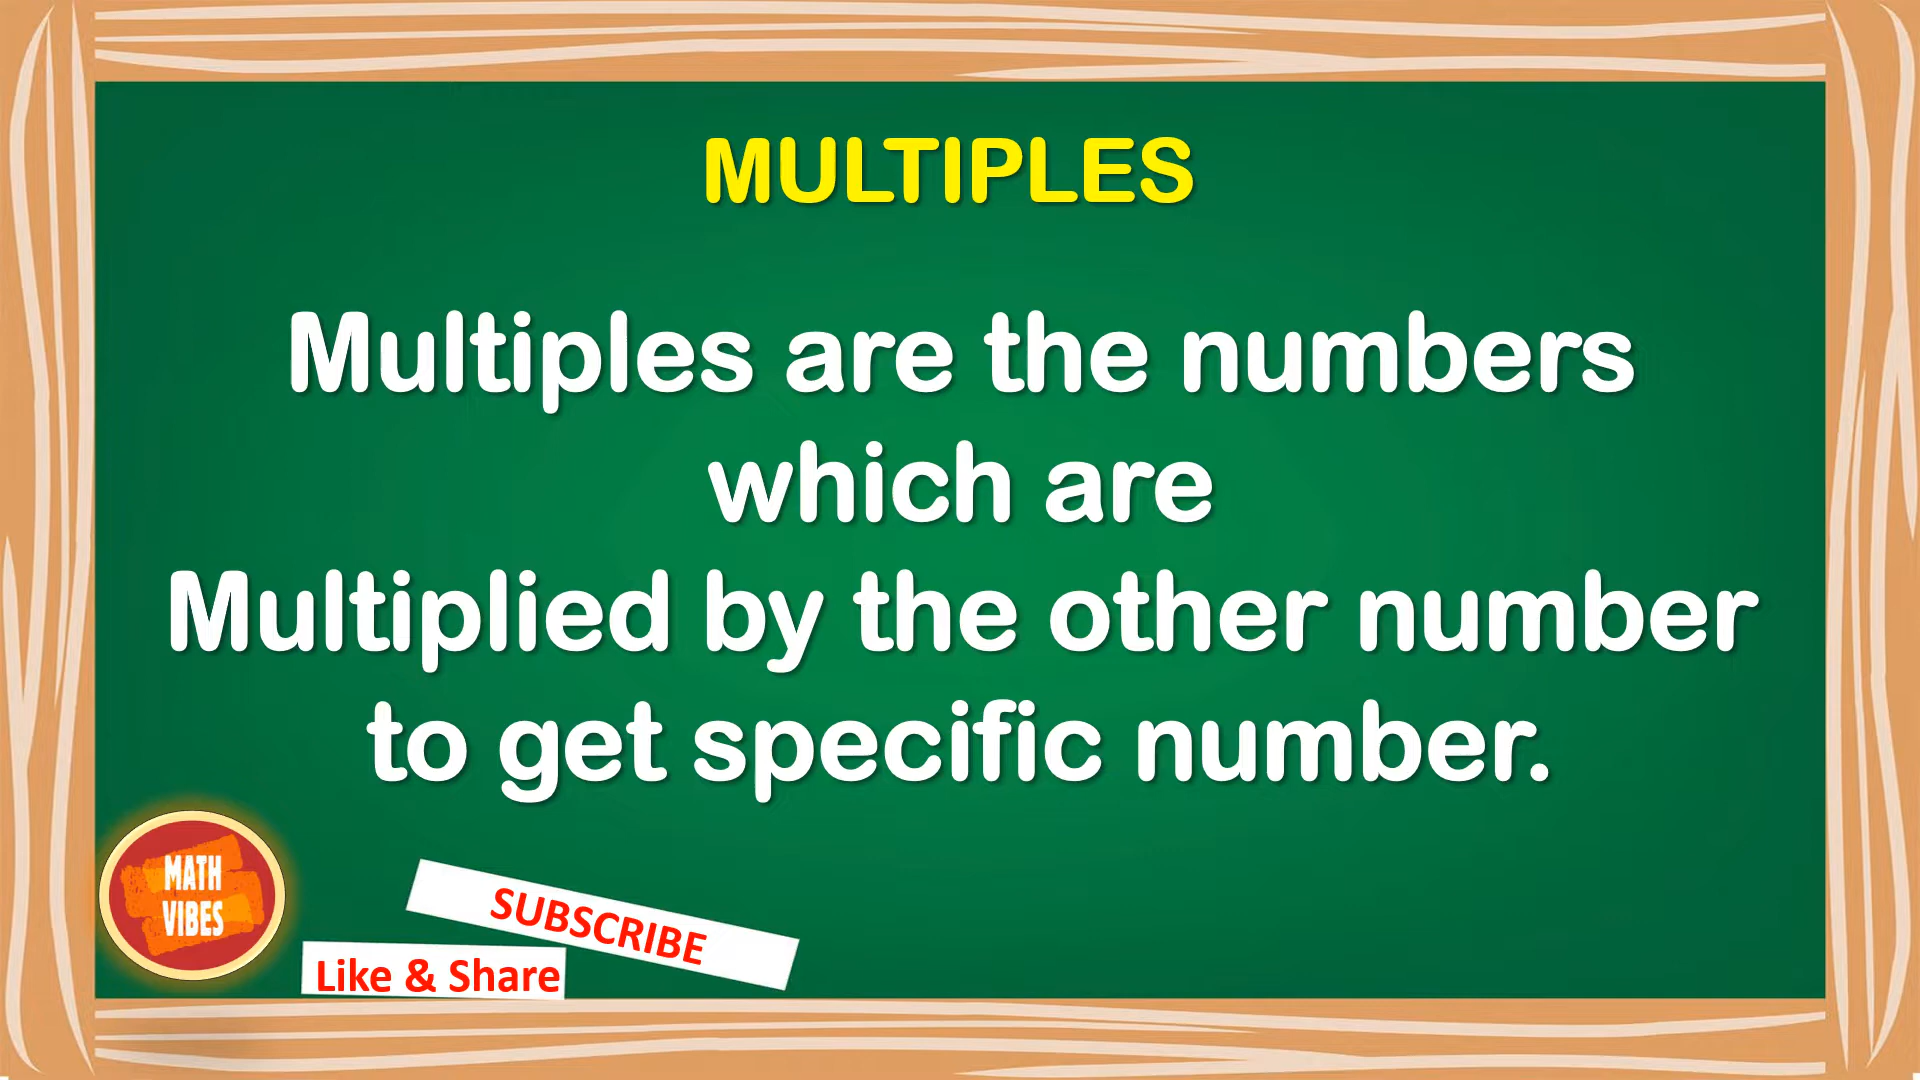 MULTIPLES
Multiples are the numbers
which are
Multiplied by the other number
to get specific number.
MATH
VIBES
SUBSCRIBE
Like & Share